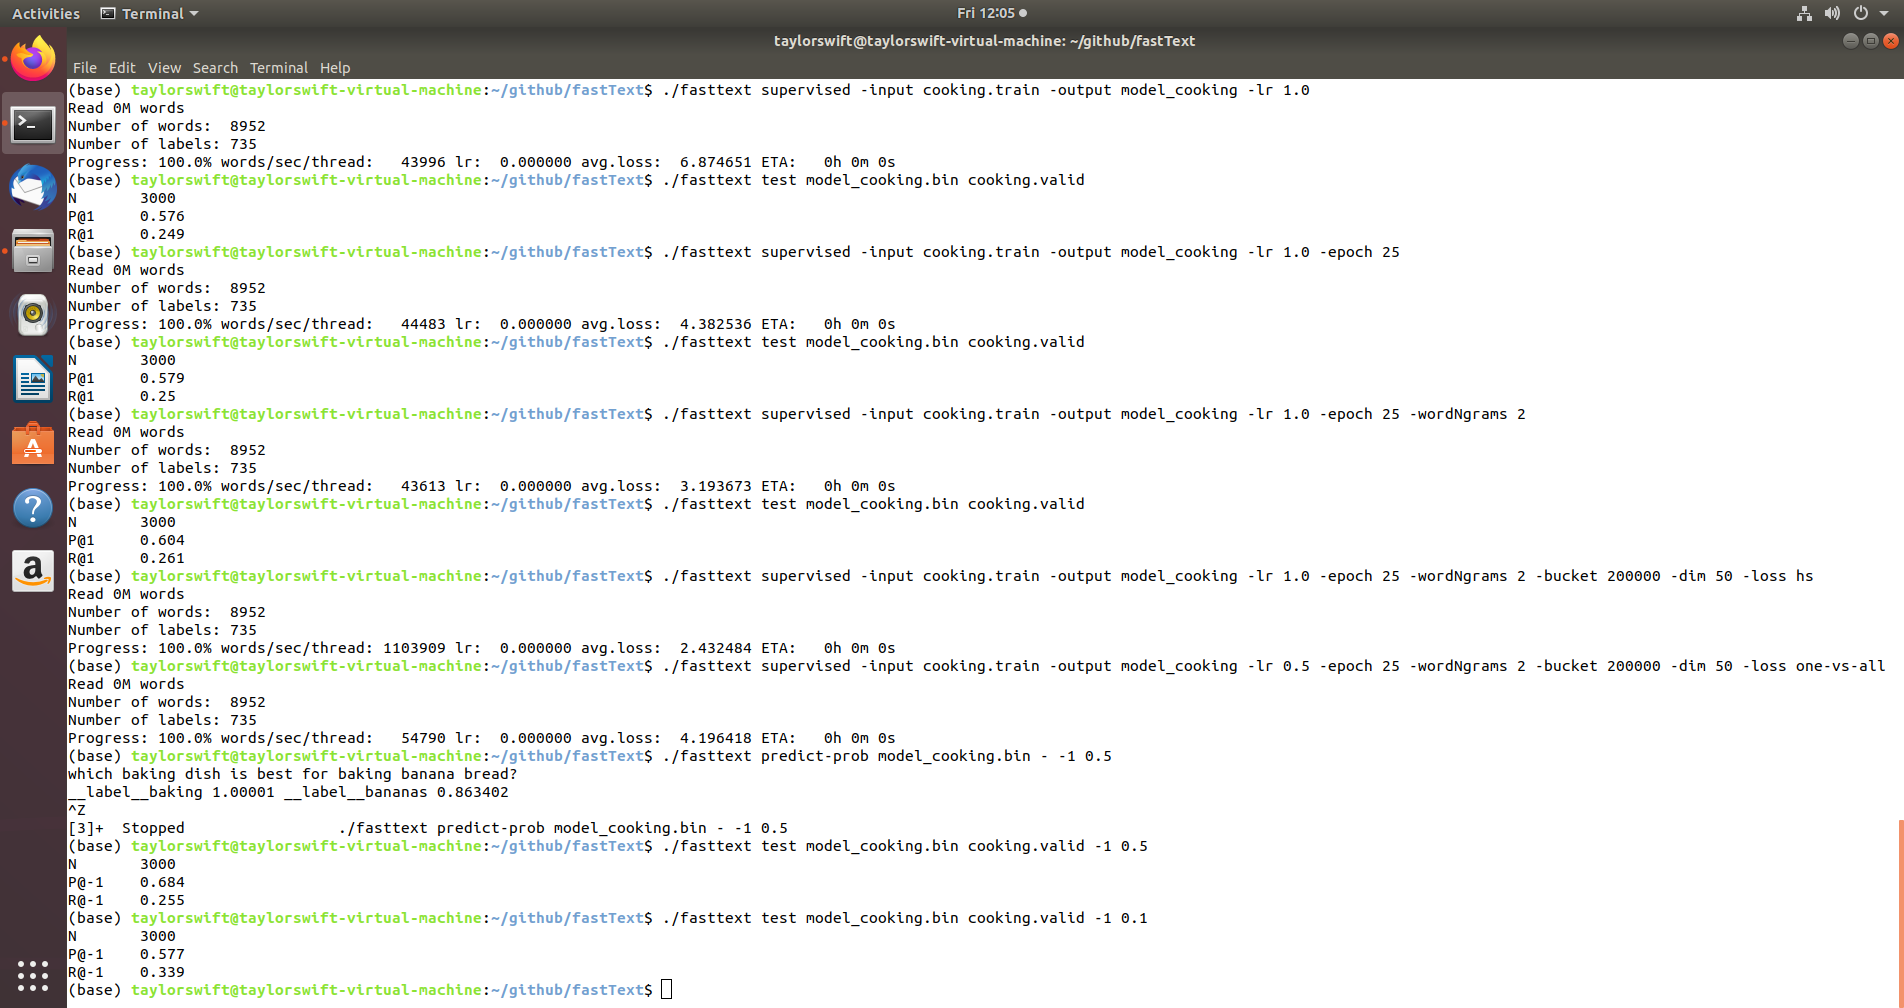 Activities Terminal Fri 12:05
taylorswift@taylorswift-virtual-machine: ~/github/fastText
File Edit View Search Terminal Help
(base) taylorswift@taylorswift-virtual-machine:~/github/fastText$ ./fasttext supervised -input cooking.train -output model_cooking -lr 1.0
Read 0M words
Number of words:  8952
Number of labels: 735
Progress: 100.0% words/sec/thread:   43996 lr:  0.000000 avg.loss:  6.874651 ETA:   0h 0m 0s
(base) taylorswift@taylorswift-virtual-machine:~/github/fastText$ ./fasttext test model_cooking.bin cooking.valid
N       3000
P@1     0.576
R@1     0.249
(base) taylorswift@taylorswift-virtual-machine:~/github/fastText$ ./fasttext supervised -input cooking.train -output model_cooking -lr 1.0 -epoch 25
Read 0M words
Number of words:  8952
Number of labels: 735
Progress: 100.0% words/sec/thread:   44483 lr:  0.000000 avg.loss:  4.382536 ETA:   0h 0m 0s
(base) taylorswift@taylorswift-virtual-machine:~/github/fastText$ ./fasttext test model_cooking.bin cooking.valid
N       3000
P@1     0.579
R@1     0.25
(base) taylorswift@taylorswift-virtual-machine:~/github/fastText$ ./fasttext supervised -input cooking.train -output model_cooking -lr 1.0 -epoch 25 -wordNgrams 2
Read 0M words
Number of words:  8952
Number of labels: 735
Progress: 100.0% words/sec/thread:   43613 lr:  0.000000 avg.loss:  3.193673 ETA:   0h 0m 0s
(base) taylorswift@taylorswift-virtual-machine:~/github/fastText$ ./fasttext test model_cooking.bin cooking.valid
N       3000
P@1     0.604
R@1     0.261
(base) taylorswift@taylorswift-virtual-machine:~/github/fastText$ ./fasttext supervised -input cooking.train -output model_cooking -lr 1.0 -epoch 25 -wordNgrams 2 -bucket 200000 -dim 50 -loss hs
Read 0M words
Number of words:  8952
Number of labels: 735
Progress: 100.0% words/sec/thread: 1103909 lr:  0.000000 avg.loss:  2.432484 ETA:   0h 0m 0s
(base) taylorswift@taylorswift-virtual-machine:~/github/fastText$ ./fasttext supervised -input cooking.train -output model_cooking -lr 0.5 -epoch 25 -wordNgrams 2 -bucket 200000 -dim 50 -loss one-vs-all
Read 0M words
Number of words:  8952
Number of labels: 735
Progress: 100.0% words/sec/thread:   54790 lr:  0.000000 avg.loss:  4.196418 ETA:   0h 0m 0s
(base) taylorswift@taylorswift-virtual-machine:~/github/fastText$ ./fasttext predict-prob model_cooking.bin - -1 0.5
which baking dish is best for baking banana bread?
__label__baking 1.00001 __label__bananas 0.863402
^Z
[3]+  Stopped                 ./fasttext predict-prob model_cooking.bin - -1 0.5
(base) taylorswift@taylorswift-virtual-machine:~/github/fastText$ ./fasttext test model_cooking.bin cooking.valid -1 0.5
N       3000
P@-1    0.684
R@-1    0.255
(base) taylorswift@taylorswift-virtual-machine:~/github/fastText$ ./fasttext test model_cooking.bin cooking.valid -1 0.1
N       3000
P@-1    0.577
R@-1    0.339
(base) taylorswift@taylorswift-virtual-machine:~/github/fastText$